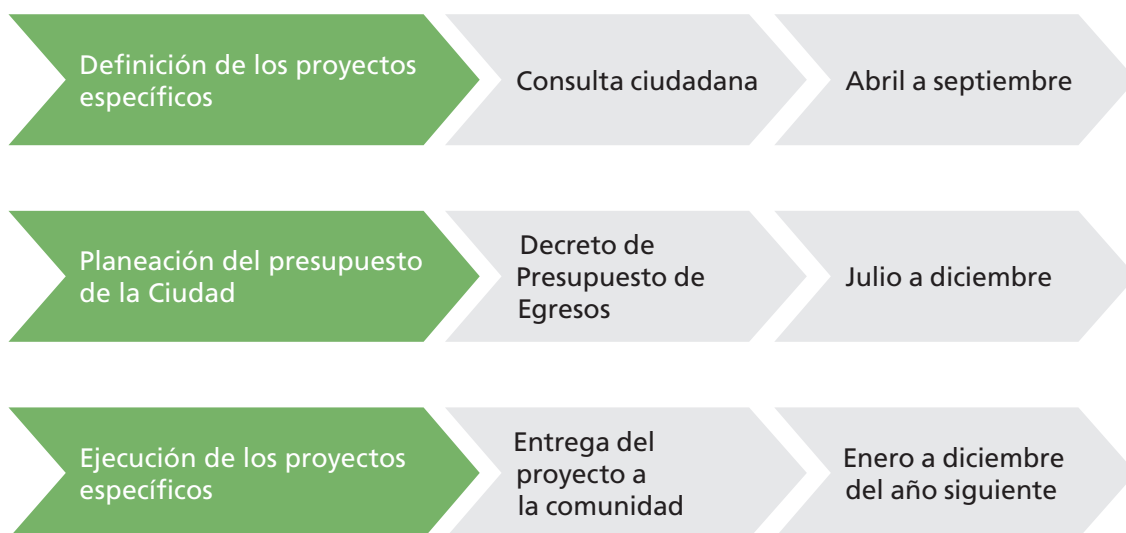 Definición de los proyectos
específicos
Consulta ciudadana
Abril a septiembre
Planeación del presupuesto
de la Ciudad
Decreto de
Presupuesto de
Egresos
Julio a diciembre
Ejecución de los proyectos
específicos
Entrega del
proyecto a
la comunidad
Enero a diciembre
del año siguiente